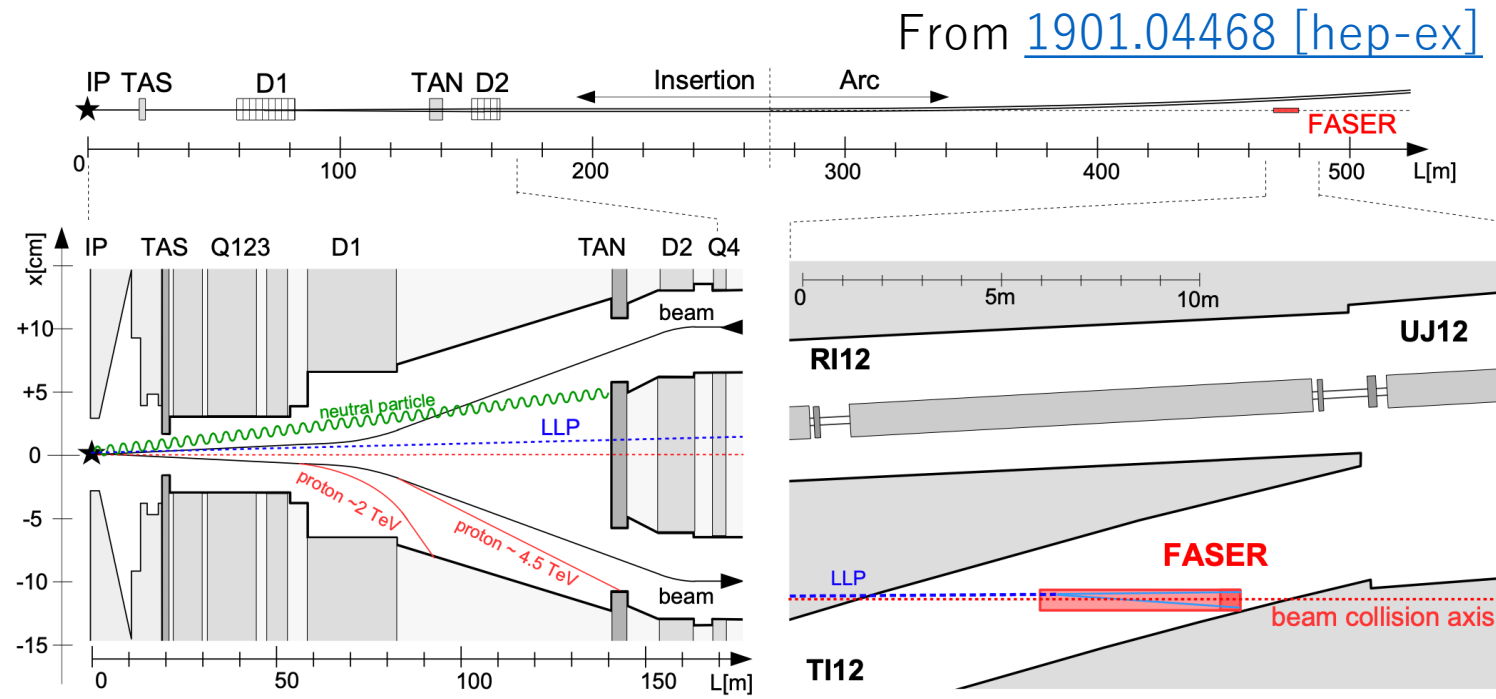 From 1901.04468 [hep-ex]
IP TAS D1 TAN D2 Insertion Arc
FASER
0 100 200 300 400 500 L[m]
IP TAS Q123 D1 TAN D2 Q4
x[cm]
+10
+5
0
-5
-10
-15
beam
neutral particle
LLP
proton ~2 TeV
proton ~ 4.5 TeV
beam
0 50 100 150 L[m]
0 5m 10m
RI12
UJ12
FASER
LLP
beam collision axis
TI12